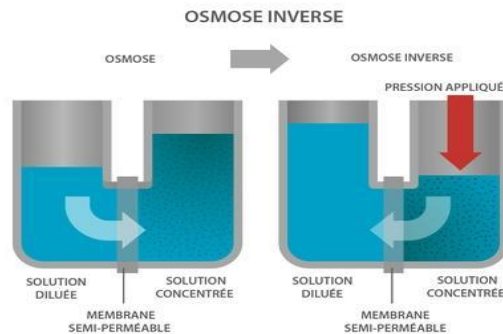 OSMOSE INVERSE
OSMOSE
OSMOSE INVERSE
PRESSION APPLIQUÉ
SOLUTION
DILUÉE
SOLUTION
CONCENTRÉE
MEMBRANE
SEMI-PERMÉABLE
SOLUTION
DILUÉE
SOLUTION
CONCENTRÉE
MEMBRANE
SEMI-PERMÉABLE